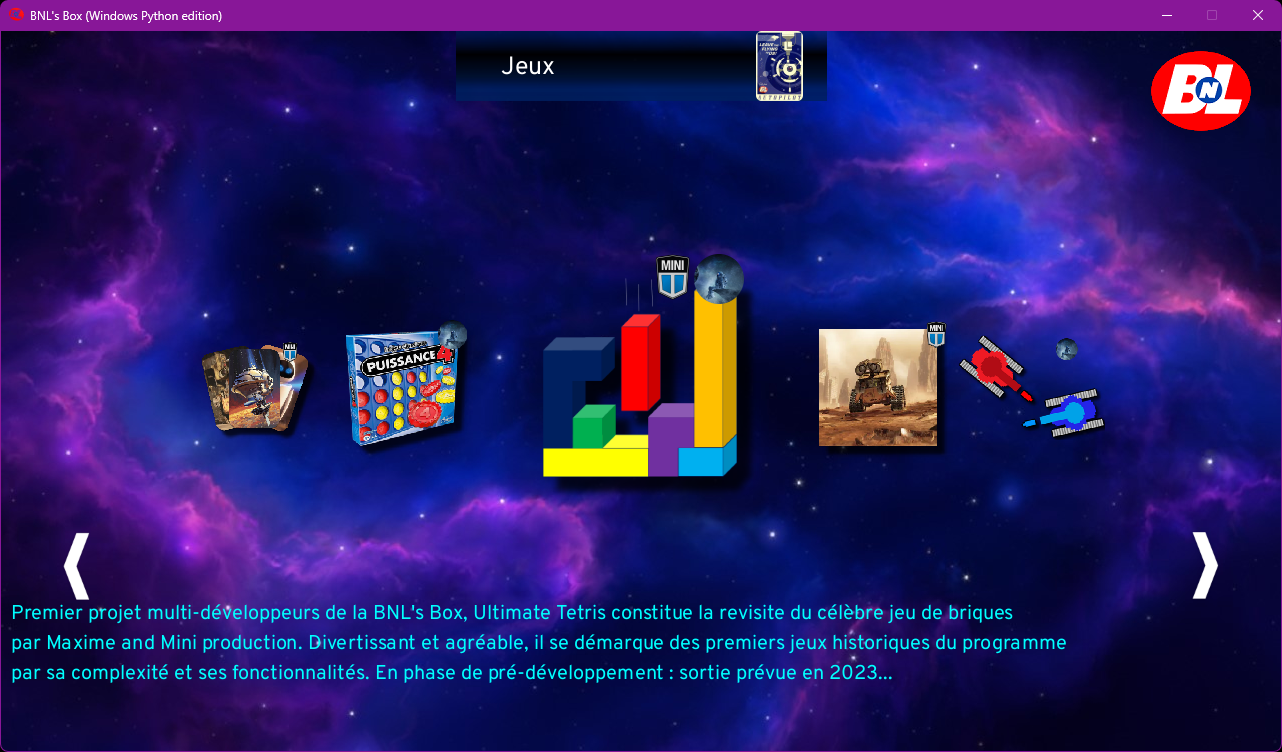 BNL's Box (Windows Python edition)
Jeux
AUTOPILOT
BNL
MINI
PUISSANCE 4
MINI
Premier projet multi-développeurs de la BNL's Box, Ultimate Tetris constitue la revisite du célèbre jeu de briques
par Maxime and Mini production. Divertissant et agréable, il se démarque des premiers jeux historiques du programme
par sa complexité et ses fonctionnalités. En phase de pré-développement : sortie prévue en 2023...